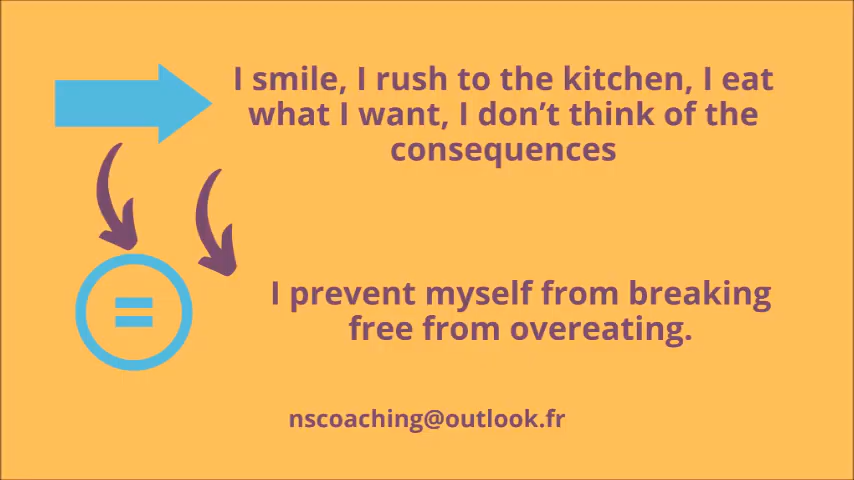 I smile, I rush to the kitchen, I eat
what I want, I don’t think of the
consequences
=
I prevent myself from breaking
free from overeating.
nscoaching@outlook.fr